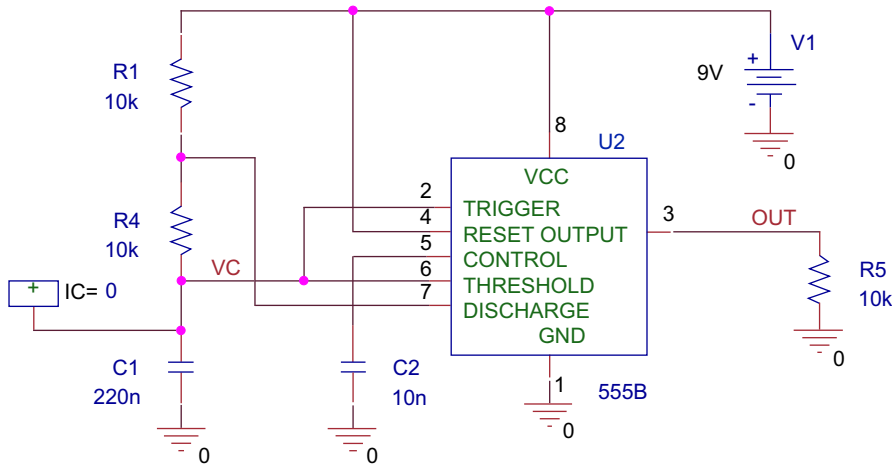 V1
+
9V
-
0
R1
10k
8
U2
VCC
2
TRIGGER
3
OUT
4
RESET OUTPUT
R4
10k
5
CONTROL
VC
6
THRESHOLD
R5
10k
+
IC= 0
7
DISCHARGE
GND
0
C1
220n
C2
10n
1
555B
0
0
0